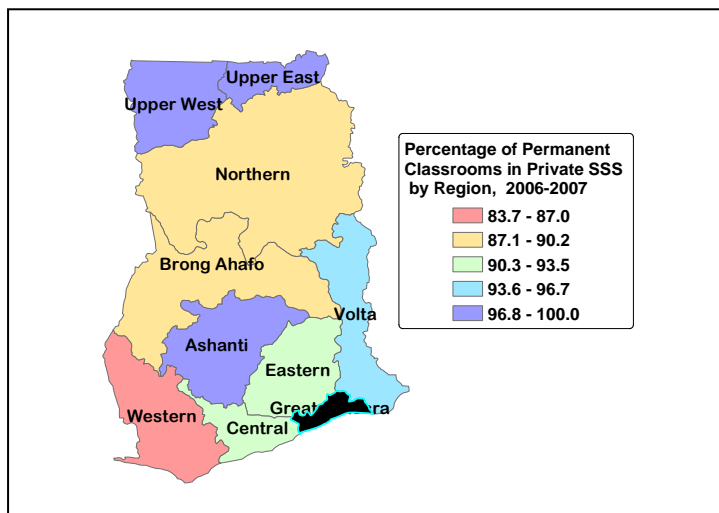 Upper East
Upper West
Northern
Percentage of Permanent
Classrooms in Private SSS
by Region, 2006-2007
83.7 - 87.0
87.1 - 90.2
90.3 - 93.5
93.6 - 96.7
96.8 - 100.0
Brong Ahafo
Volta
Ashanti
Eastern
Western
Central